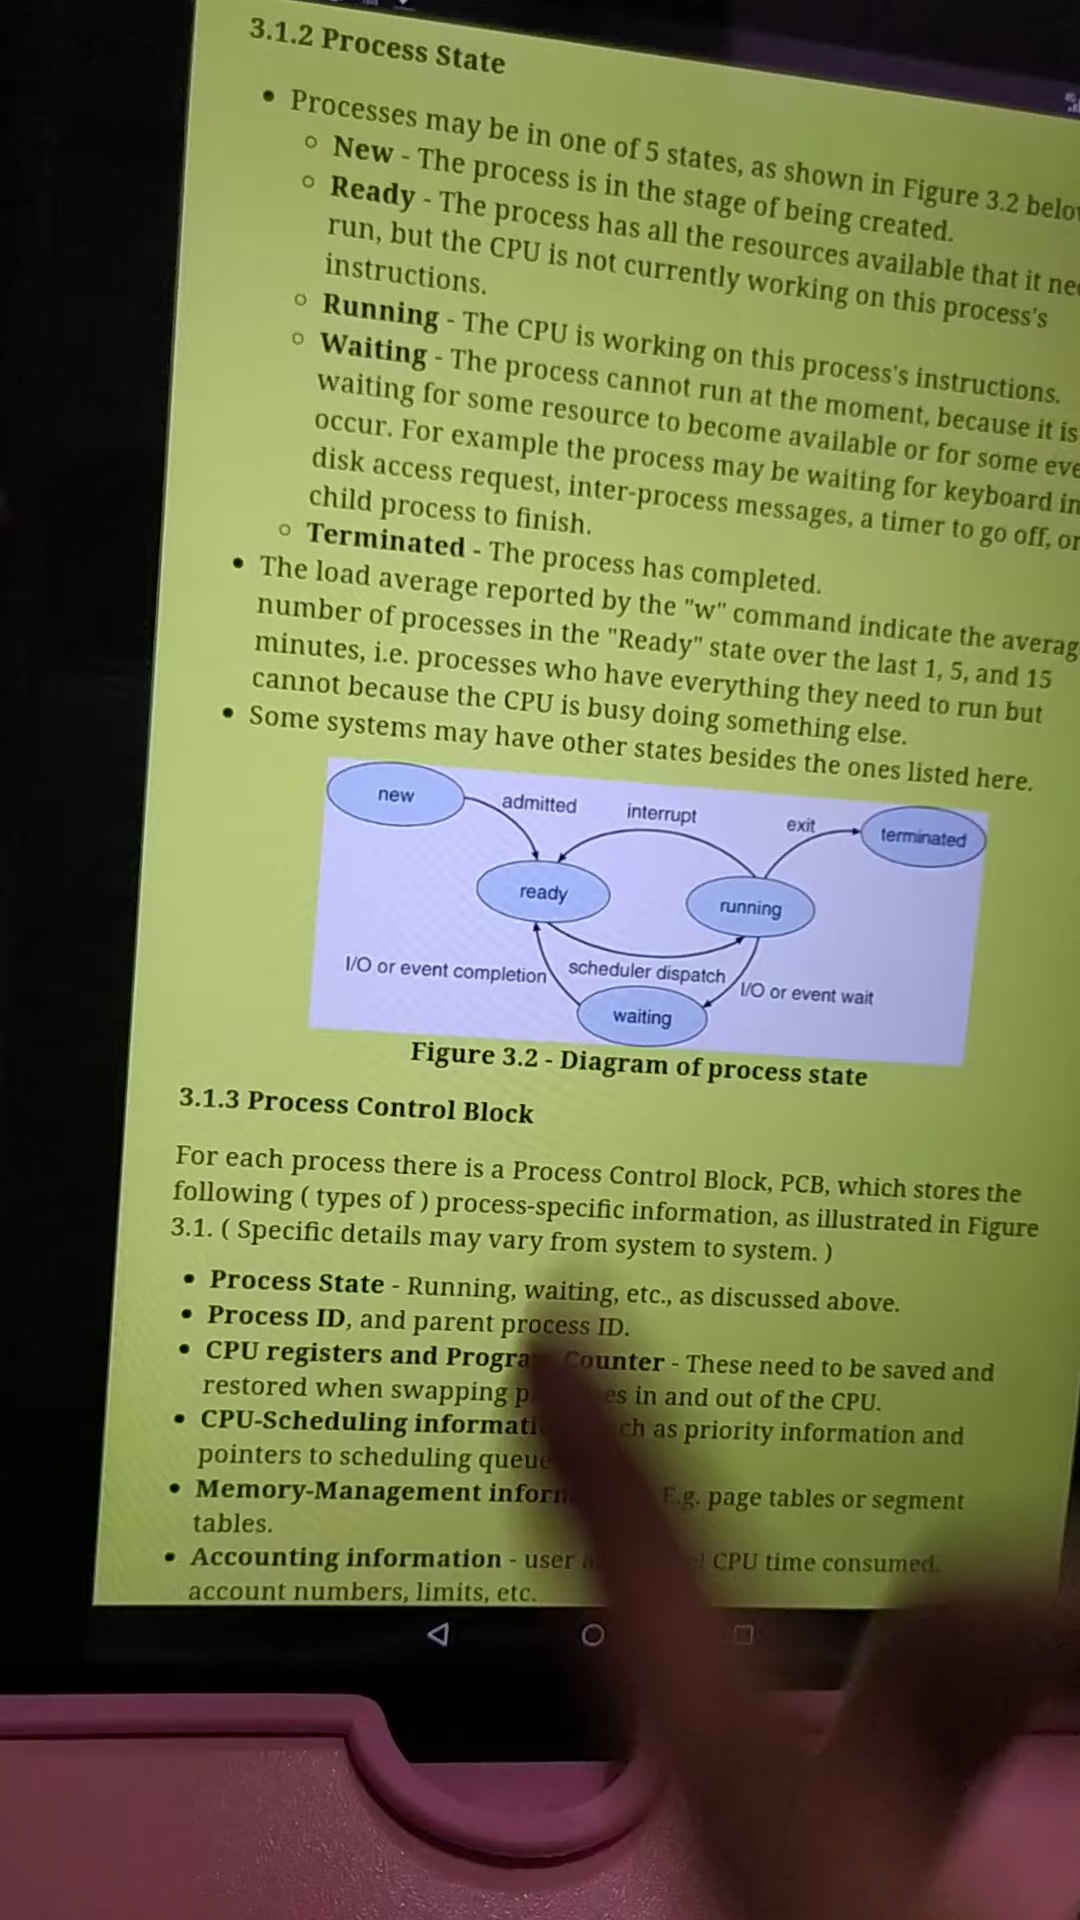 3.1.2 Process State
• Processes may be in one of 5 states, as shown in Figure 3.2
○ New - The process is in the stage of being created.
○ Ready - The process has all the resources available that it
run, but the CPU is not currently working on this process's
instructions.
○ Running - The CPU is working on this process's instructions.
○ Waiting - The process cannot run at the moment, because it is
waiting for some resource to become available or for some
occur. For example the process may be waiting for keyboard
disk access request, inter-process messages, a timer to go off, or
child process to finish.
○ Terminated - The process has completed.
• The load average reported by the "w" command indicate the
number of processes in the "Ready" state over the last 1, 5, and 15
minutes, i.e. processes who have everything they need to run but
cannot because the CPU is busy doing something else.
• Some systems may have other states besides the ones listed here.
new
admitted
interrupt
exit
terminated
ready
running
I/O or event completion
scheduler dispatch
I/O or event wait
waiting
Figure 3.2 - Diagram of process state
3.1.3 Process Control Block
For each process there is a Process Control Block, PCB, which stores the
following ( types of ) process-specific information, as illustrated in Figure
3.1. ( Specific details may vary from system to system. )
• Process State - Running, waiting, etc., as discussed above.
• Process ID, and parent process ID.
• CPU registers and Counter - These need to be saved and
restored when swapping in and out of the CPU.
• CPU-Scheduling as priority information and
pointers to scheduling
• Memory-Management E.g. page tables or segment
tables.
• Accounting information - user CPU time consumed,
account numbers, limits, etc.